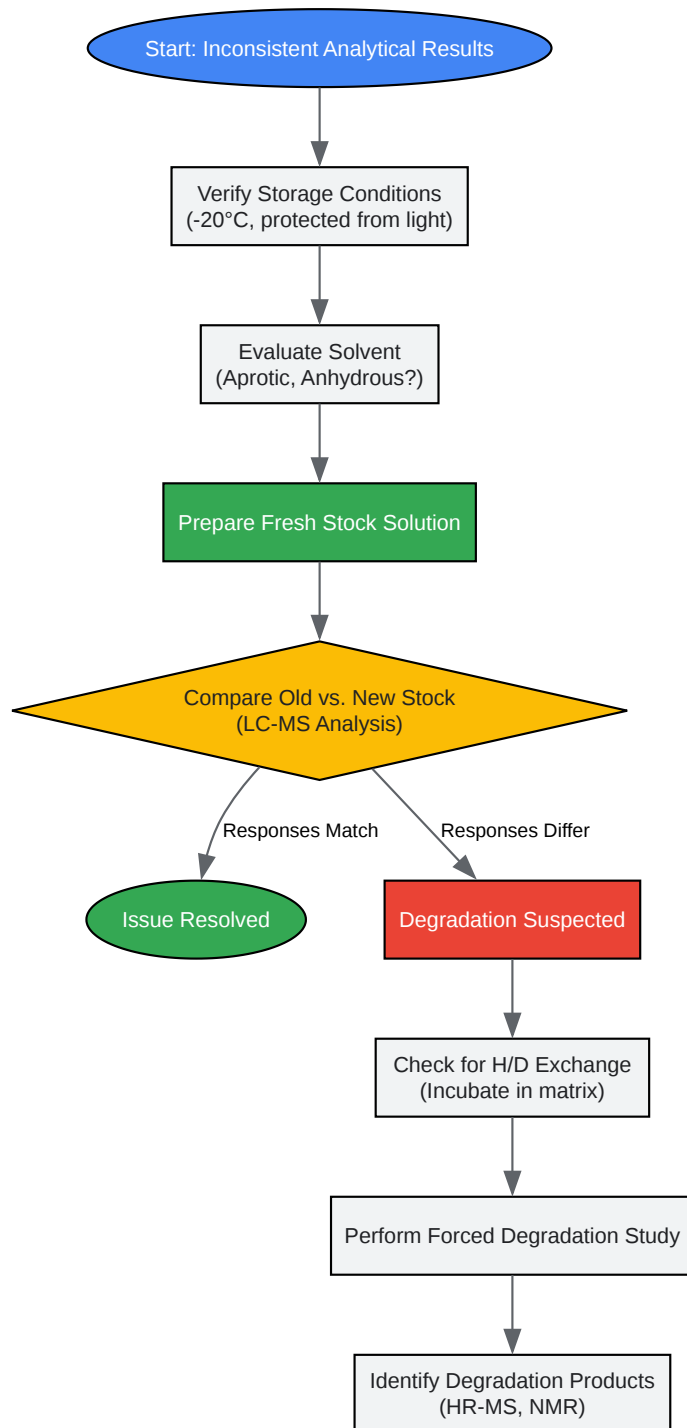 Start: Inconsistent Analytical Results
Verify Storage Conditions
(-20°C, protected from light)
Evaluate Solvent
(Aprotic, Anhydrous?)
Prepare Fresh Stock Solution
Compare Old vs. New Stock
(LC-MS Analysis)
Responses Match
Responses Differ
Issue Resolved
Degradation Suspected
Check for H/D Exchange
(Incubate in matrix)
Perform Forced Degradation Study
Identify Degradation Products
(HR-MS, NMR)